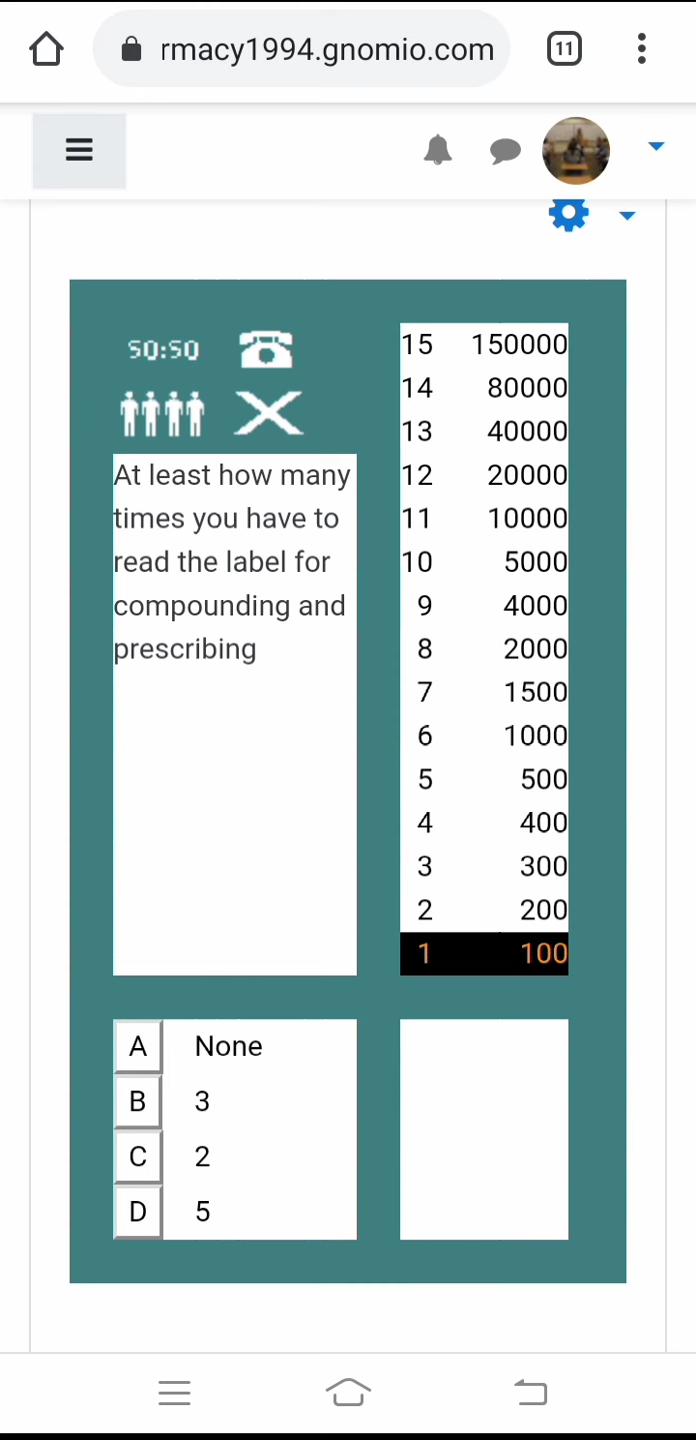 rmacy1994.gnomio.com
11
50:50
At least how many
times you have to
read the label for
compounding and
prescribing
15 150000
14 80000
13 40000
12 20000
11 10000
10 5000
9 4000
8 2000
7 1500
6 1000
5 500
4 400
3 300
2 200
1 100
A None
B 3
C 2
D 5